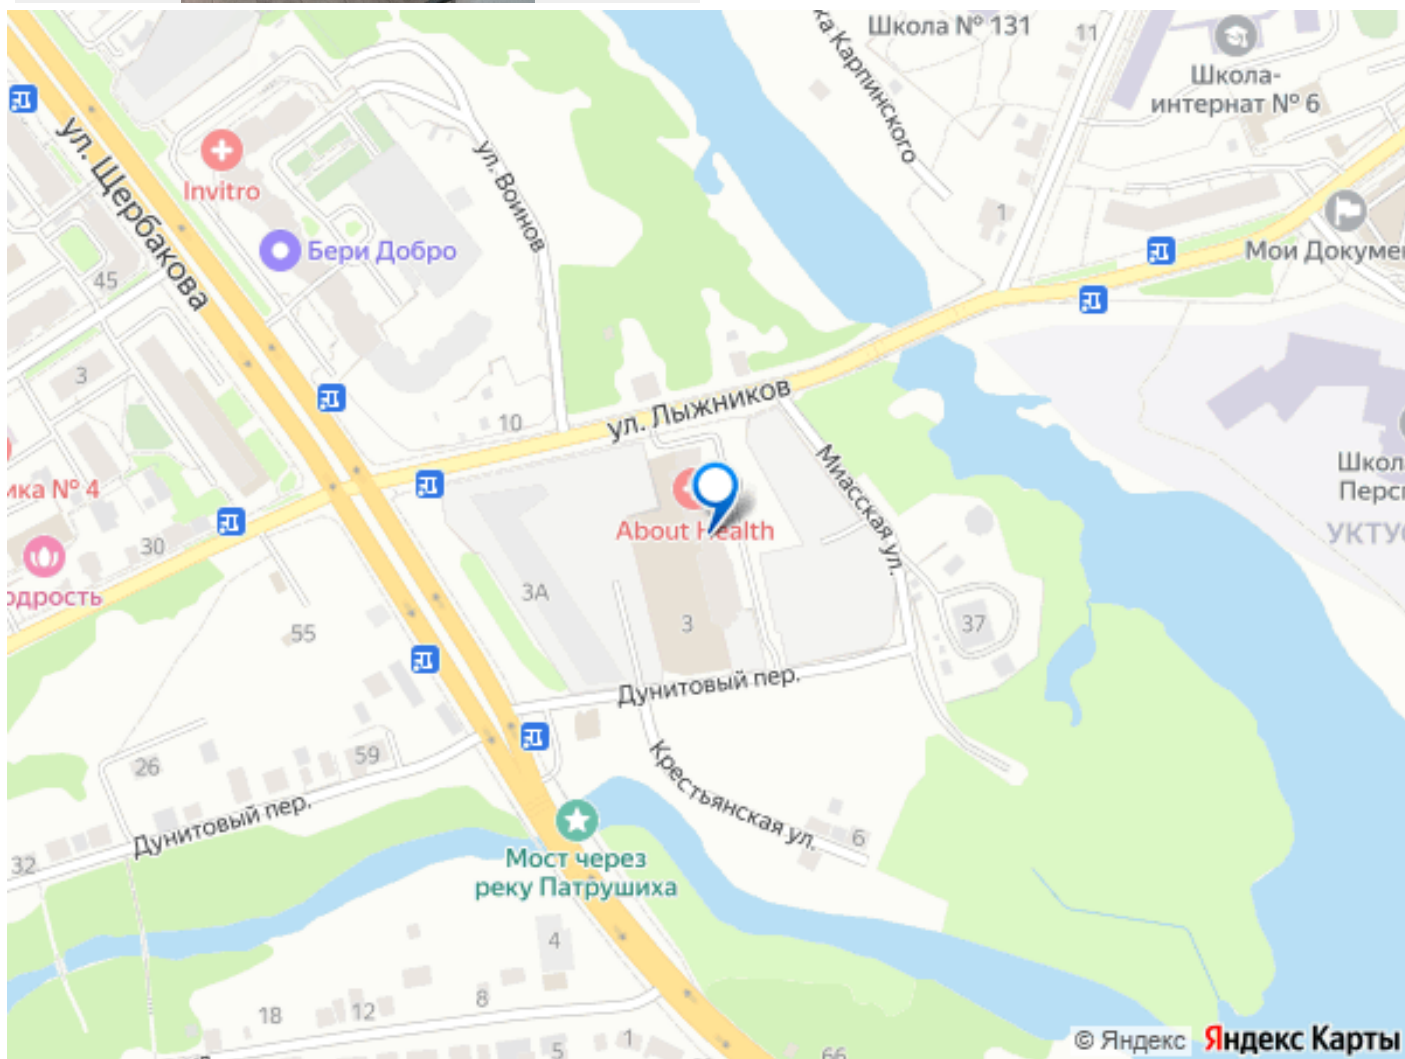 Школа № 131
11
ка Карпинского
Школа-
интернат № 6
ул. Щербакова
Invitro
ул. Воинов
Бери Добро
1
Мои Докумен
45
3
10
ул. Лыжников
ика № 4
About Health
Миасская ул.
Школ
Перс
УКТУС
30
одрость
3А
55
3
37
Дунитовый пер.
26
59
Дунитовый пер.
Крестьянская ул.
6
32
Мост через
реку Патрушиха
4
18
12
8
5
1
66
© Яндекс
Яндекс Карты